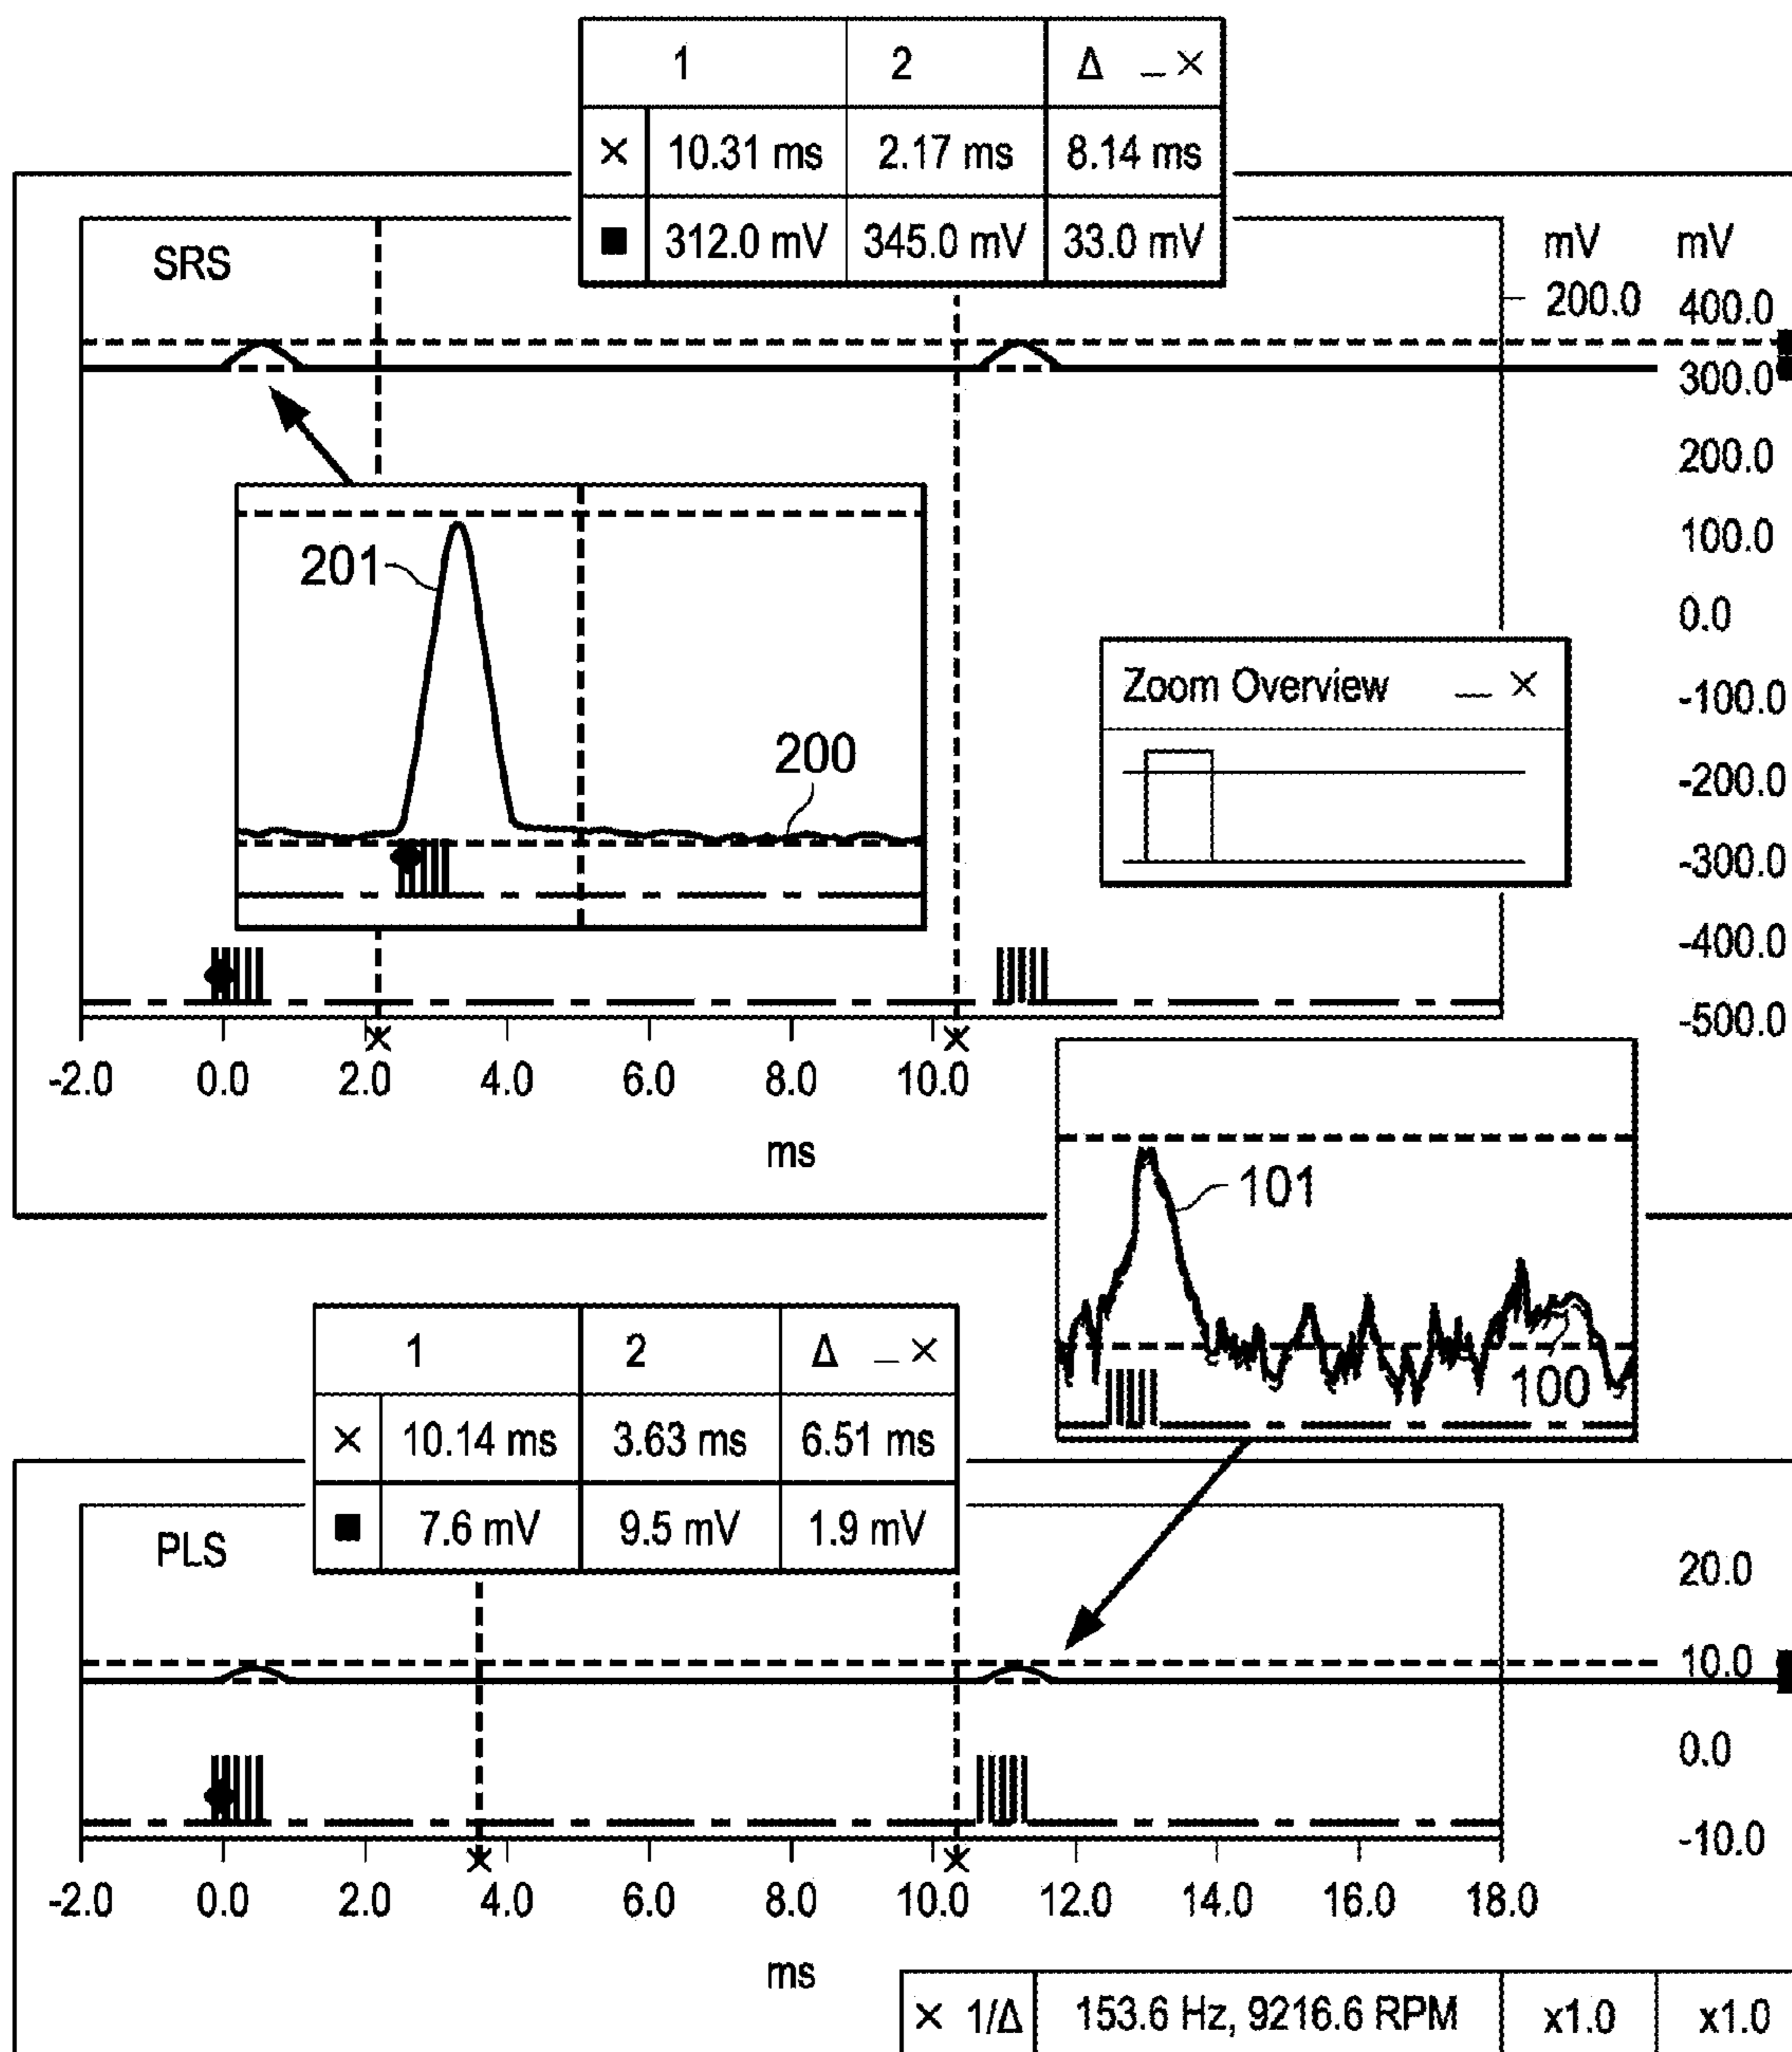 1 2 Δ _ ×
× 10.31 ms 2.17 ms 8.14 ms
■ 312.0 mV 345.0 mV 33.0 mV
SRS
mV mV
200.0 400.0
300.0
200.0
201
100.0
0.0
Zoom Overview _ ×
-100.0
200
-200.0
-300.0
-400.0
-500.0
-2.0 0.0 2.0 4.0 6.0 8.0 10.0
ms
101
100
1 2 Δ _ ×
× 10.14 ms 3.63 ms 6.51 ms
■ 7.6 mV 9.5 mV 1.9 mV
PLS
20.0
10.0
0.0
-10.0
-2.0 0.0 2.0 4.0 6.0 8.0 10.0 12.0 14.0 16.0 18.0
ms
× 1/Δ 153.6 Hz, 9216.6 RPM x1.0 x1.0